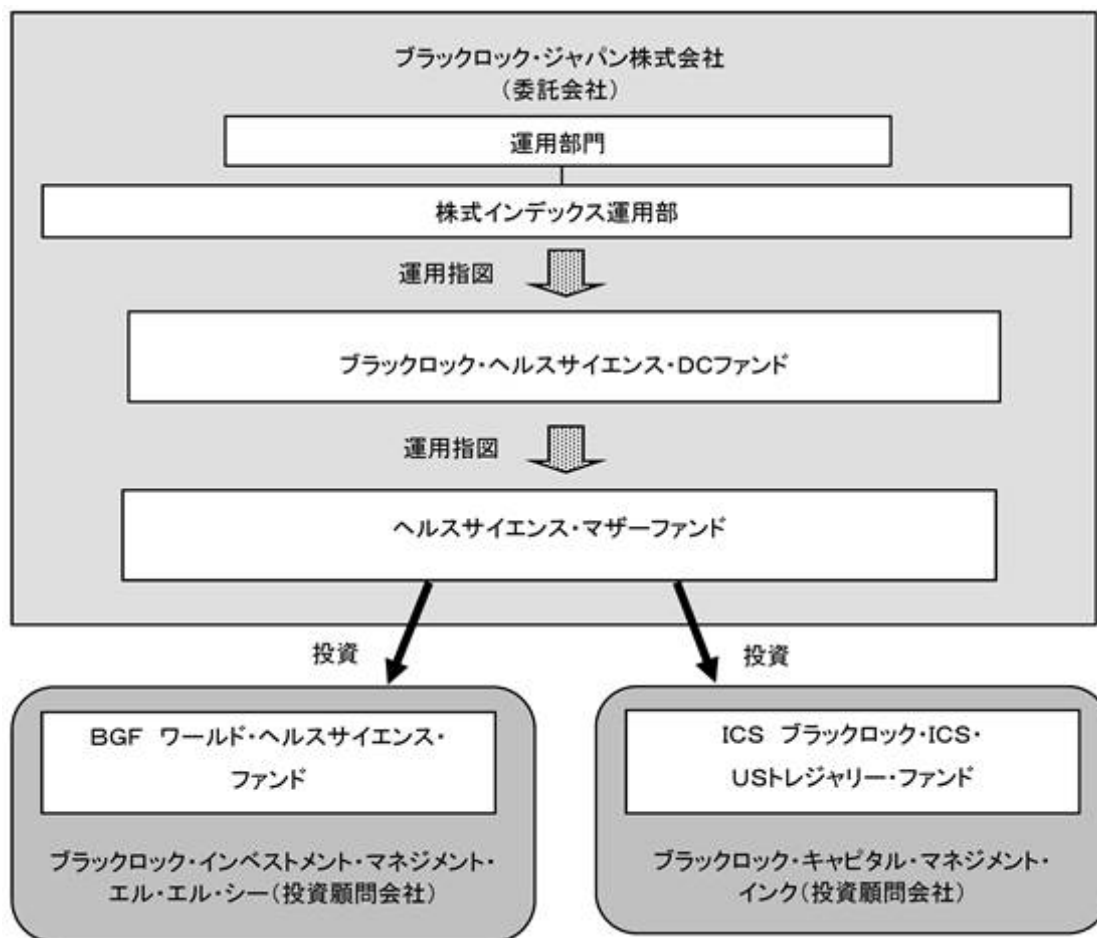 ブラックロック・ジャパン株式会社
(委託会社)
運用部門
株式インデックス運用部
運用指図
ブラックロック・ヘルスサイエンス・DCファンド
運用指図
ヘルスサイエンス・マザーファンド
投資
投資
BGF ワールド・ヘルスサイエンス・
ファンド
ブラックロック・インベストメント・マネジメント・
エル・エル・シー(投資顧問会社)
ICS ブラックロック・ICS・
USトレジャリー・ファンド
ブラックロック・キャピタル・マネジメント・
インク(投資顧問会社)